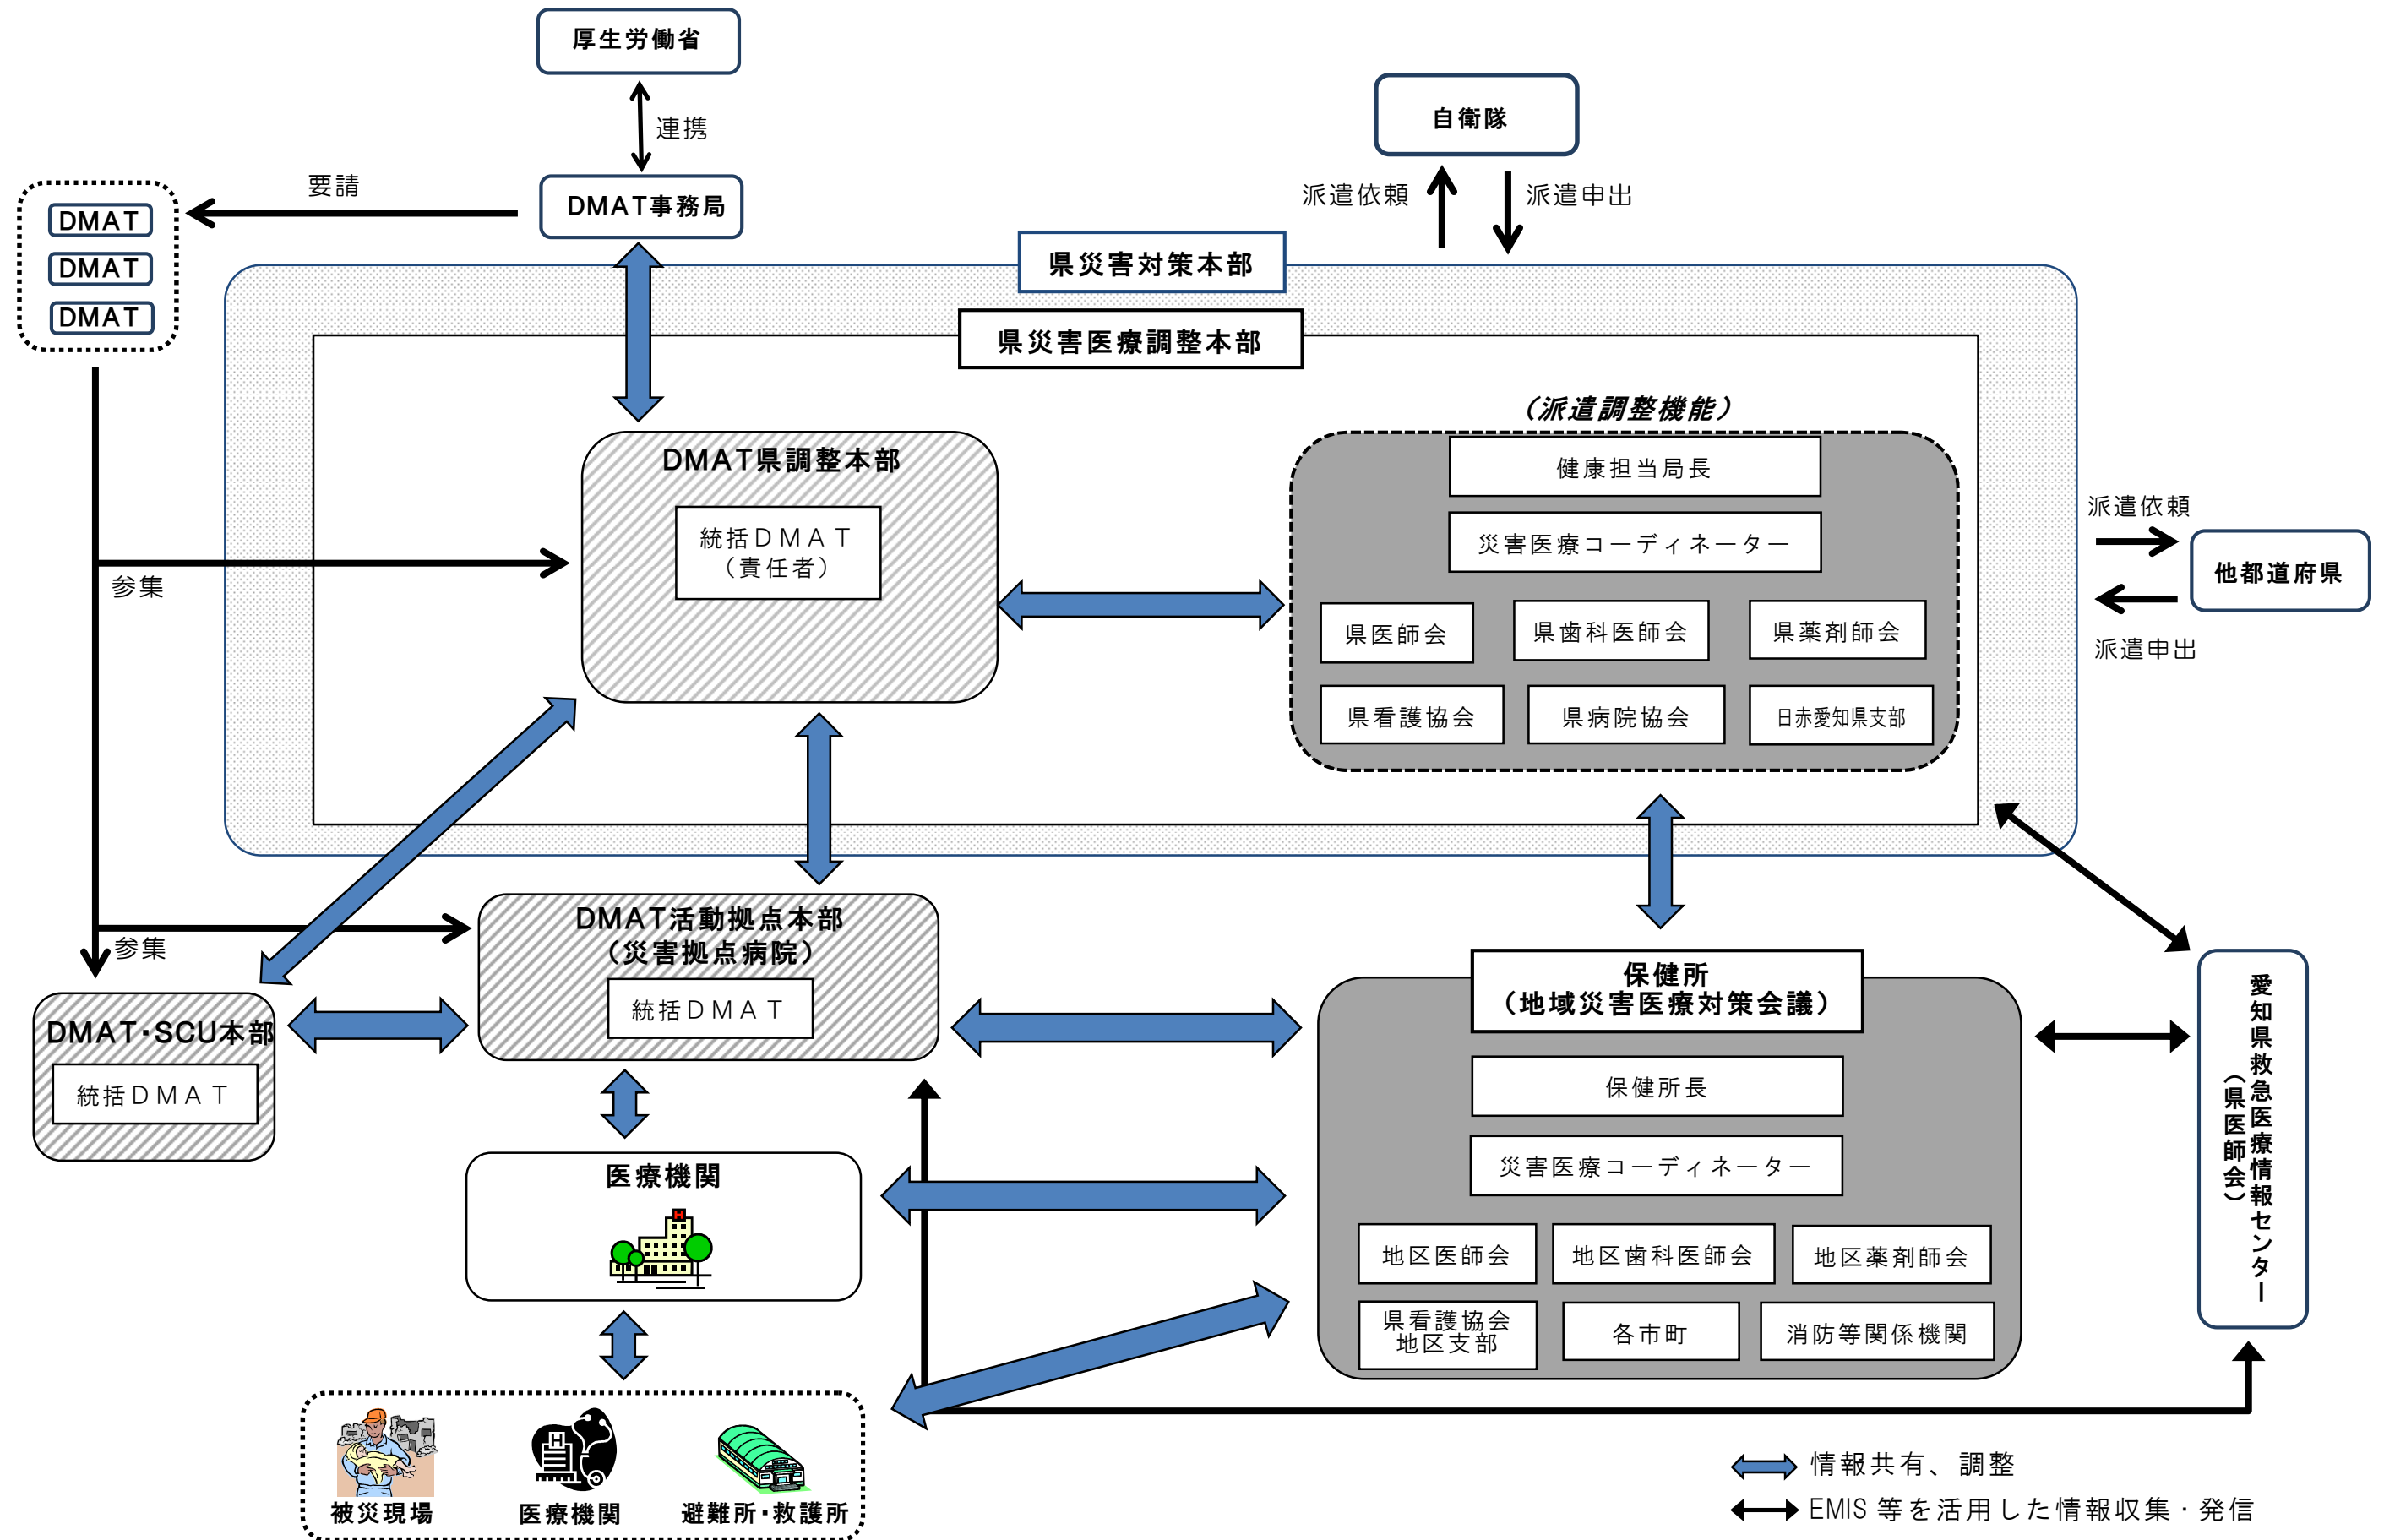 厚生労働省
連携
自衛隊
要請
DMAT事務局
派遣依頼
派遣申出
DMAT
DMAT
DMAT
県災害対策本部
県災害医療調整本部
(派遣調整機能)
DMAT県調整本部
統括DMAT
(責任者)
健康担当局長
災害医療コーディネーター
県医師会
県歯科医師会
県薬剤師会
県看護協会
県病院協会
日赤愛知県支部
派遣依頼
他都道府県
派遣申出
参集
参集
DMAT活動拠点本部
(災害拠点病院)
統括DMAT
DMAT・SCU本部
統括DMAT
保健所
(地域災害医療対策会議)
保健所長
災害医療コーディネーター
地区医師会
地区歯科医師会
地区薬剤師会
県看護協会
地区支部
各市町
消防等関係機関
愛知県救急医療情報センター
(県医師会)
医療機関
H
H
被災現場
医療機関
避難所・救護所
情報共有、調整
EMIS 等を活用した情報収集・発信